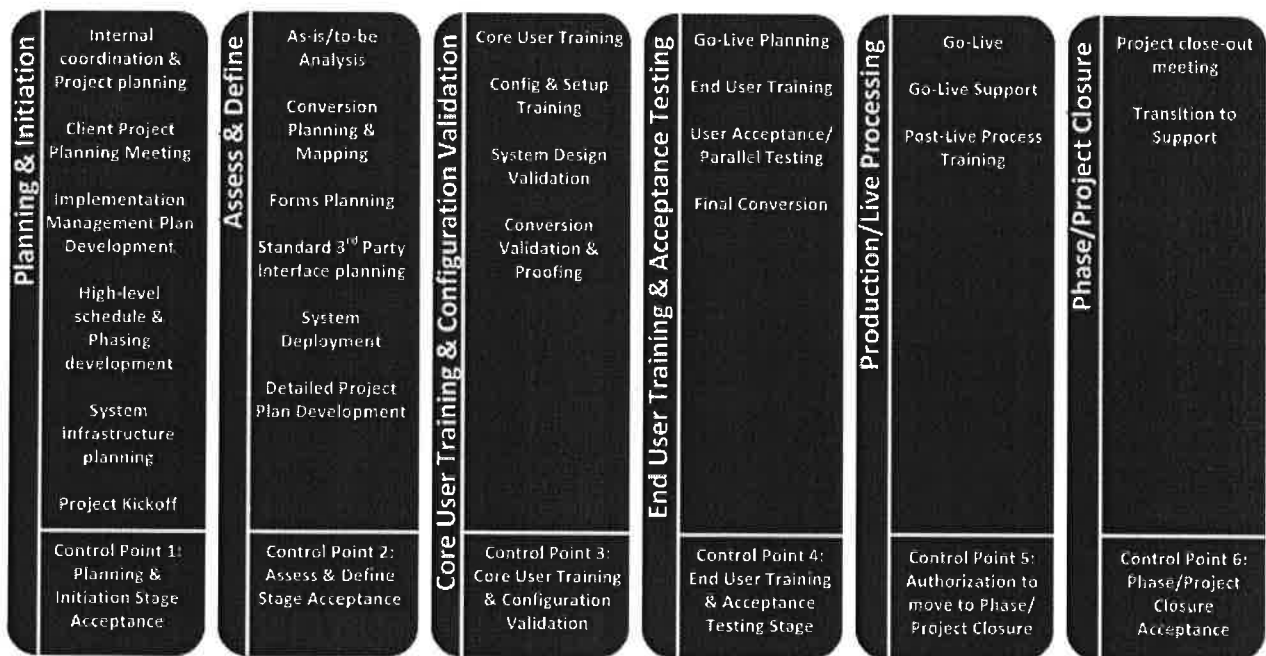 Planning & Initiation
Internal
coordination &
Project planning
Client Project
Planning Meeting
Implementation
Management Plan
Development
High-level
schedule &
Phasing
development
System
infrastructure
planning
Project Kickoff
Control Point 1:
Planning &
Initiation Stage
Acceptance
Assess & Define
As-is/to-be
Analysis
Conversion
Planning &
Mapping
Forms Planning
Standard 3rd Party
Interface planning
System
Deployment
Detailed Project
Plan Development
Control Point 2:
Assess & Define
Stage Acceptance
Core User Training & Configuration Validation
Core User Training
Config & Setup
Training
System Design
Validation
Conversion
Validation &
Proofing
Control Point 3:
Core User Training
& Configuration
Validation
End User Training & Acceptance Testing
Go-Live Planning
End User Training
User Acceptance/
Parallel Testing
Final Conversion
Control Point 4:
End User Training
& Acceptance
Testing Stage
Production/Live Processing
Go-Live
Go-Live Support
Post-Live Process
Training
Control Point 5:
Authorization to
move to Phase/
Project Closure
Phase/Project Closure
Project close-out
meeting
Transition to
Support
Control Point 6:
Phase/Project
Closure
Acceptance